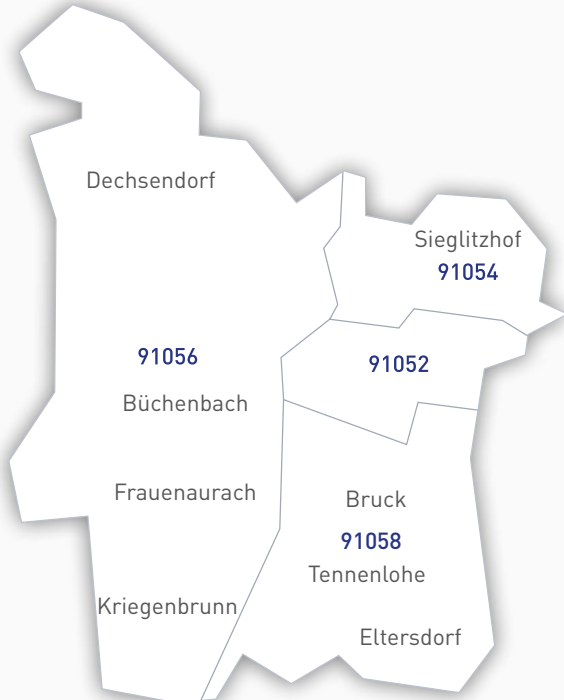 Dechsendorf
Sieglitzhof
91054
91056
91052
Büchenbach
Frauenaurach
Bruck
91058
Tennenlohe
Kriegenbrunn
Eltersdorf